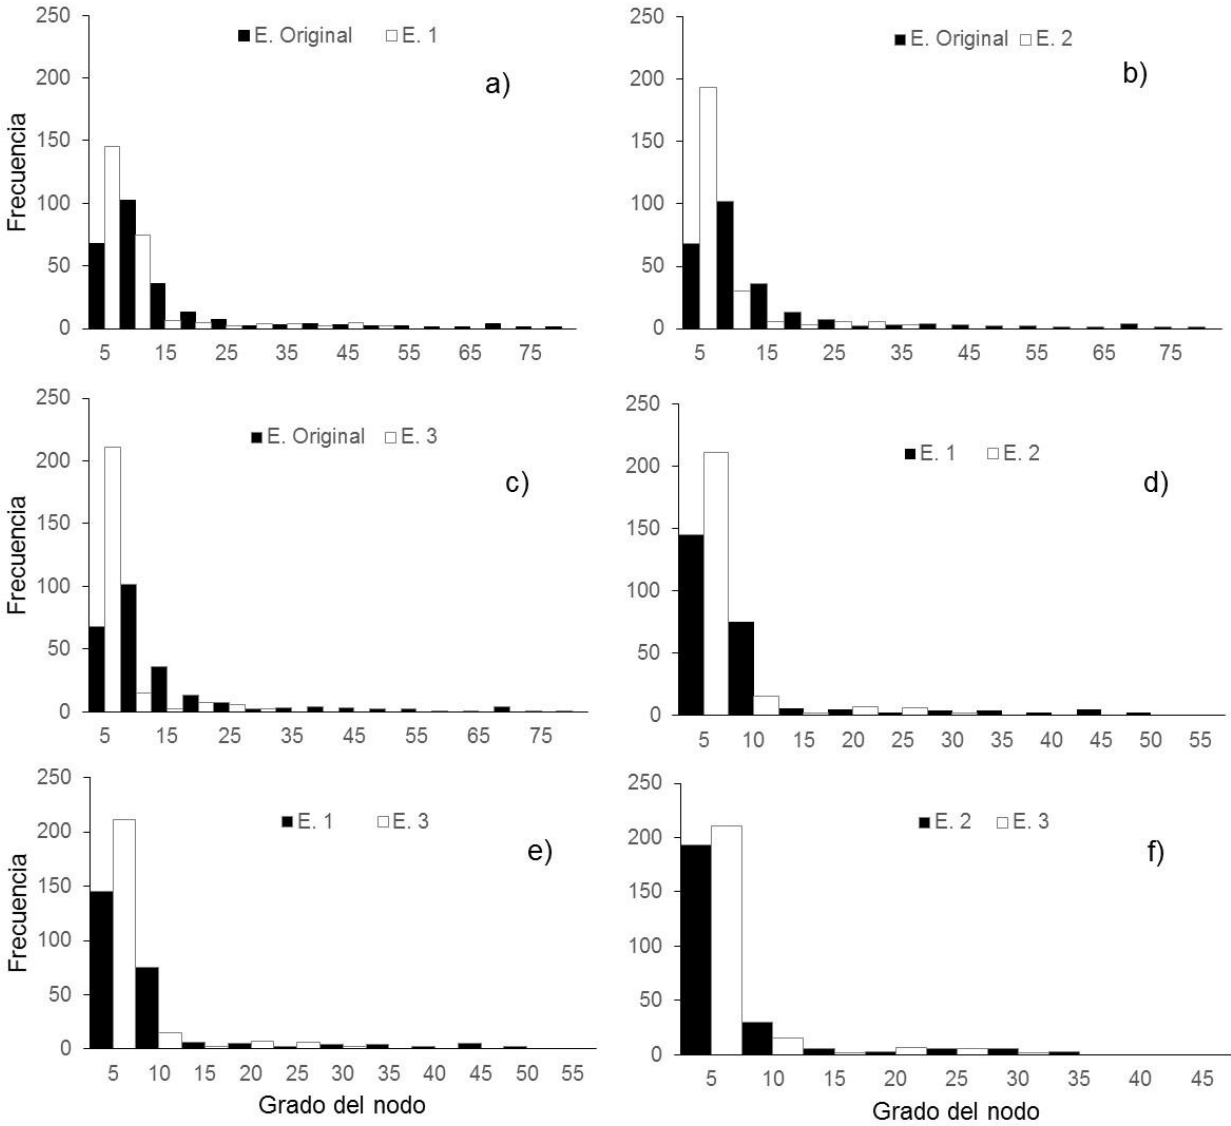 250
200
150
100
50
0
Frecuencia
■ E. Original □ E. 1
a)
5 15 25 35 45 55 65 75
250
200
150
100
50
0
■ E. Original □ E. 2
b)
5 15 25 35 45 55 65 75
250
200
150
100
50
0
Frecuencia
■ E. Original □ E. 3
c)
5 15 25 35 45 55 65 75
250
200
150
100
50
0
■ E. 1 □ E. 2
d)
5 10 15 20 25 30 35 40 45 50 55
250
200
150
100
50
0
Frecuencia
■ E. 1 □ E. 3
e)
5 10 15 20 25 30 35 40 45 50 55
Grado del nodo
250
200
150
100
50
0
■ E. 2 □ E. 3
f)
5 10 15 20 25 30 35 40 45
Grado del nodo